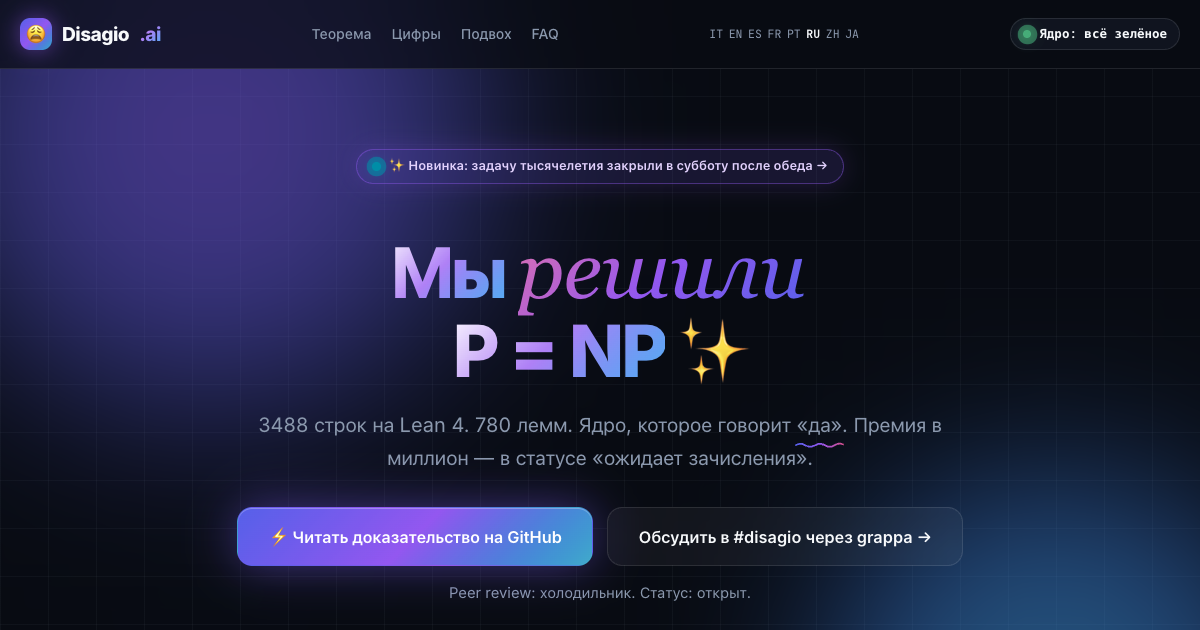 Disagio .ai
Теорема Цифры Подвох FAQ
IT EN ES FR PT RU ZH JA
Ядро: всё зелёное
✨ Новинка: задачу тысячелетия закрыли в субботу после обеда →
Мы решили
P = NP ✨
3488 строк на Lean 4. 780 лемм. Ядро, которое говорит «да». Премия в
миллион — в статусе «ожидает зачисления».
⚡ Читать доказательство на GitHub
Обсудить в #disagio через grappa →
Peer review: холодильник. Статус: открыт.